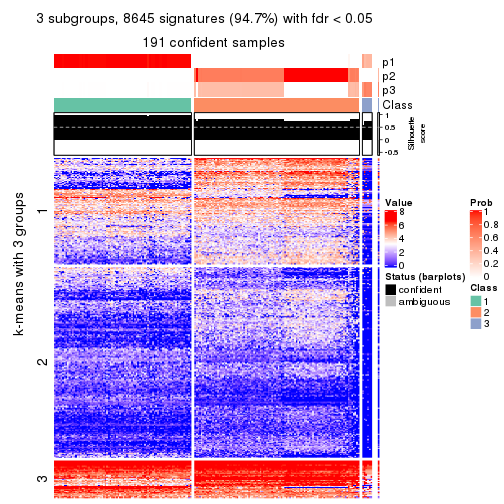 3 subgroups, 8645 signatures (94.7%) with fdr < 0.05
191 confident samples
p1
p2
p3
Class
1
0.5
0
-0.5
Silhouette
score
k-means with 3 groups
1
2
3
Value
8
6
4
2
0
Status (barplots)
confident
ambiguous
Prob
1
0.8
0.6
0.4
0.2
0
Class
1
2
3